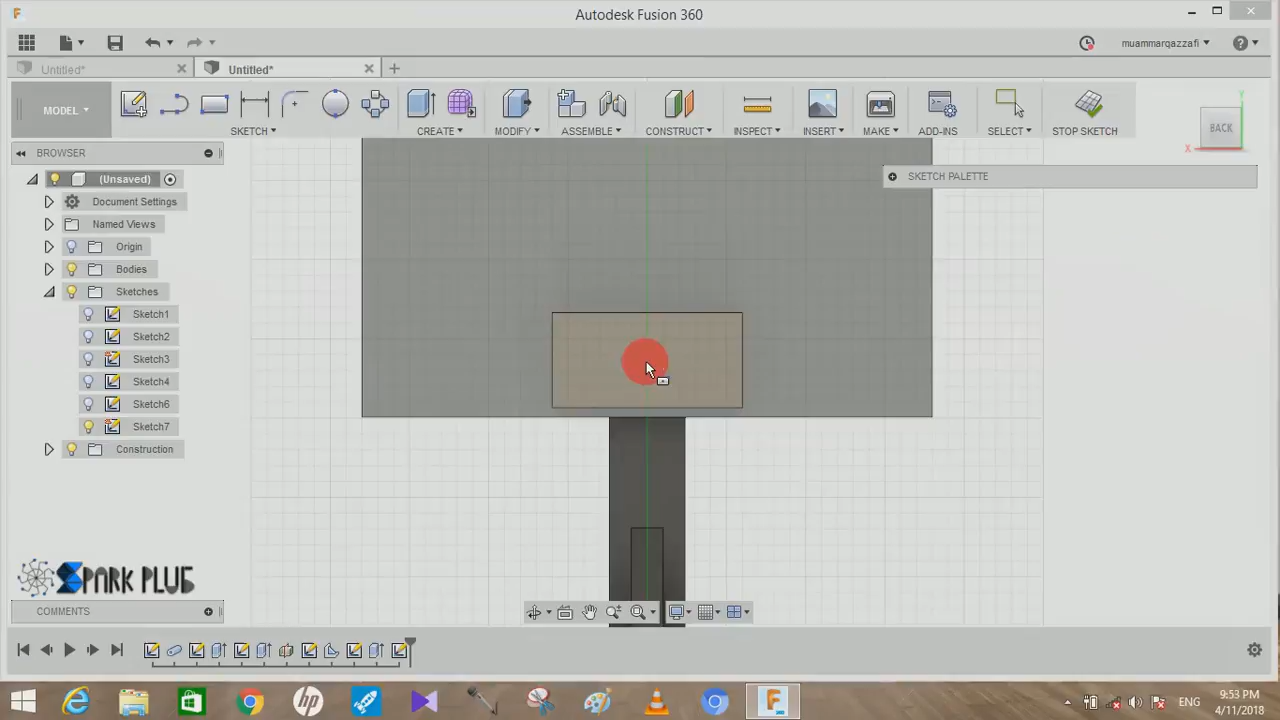 Autodesk Fusion 360
muammarqazzafi
Untitled*
Untitled*
MODEL
SKETCH
CREATE
MODIFY
ASSEMBLE
CONSTRUCT
INSPECT
INSERT
MAKE
ADD-INS
SELECT
STOP SKETCH
BACK
Y
X
BROWSER
SKETCH PALETTE
(Unsaved)
Document Settings
Named Views
Origin
Bodies
Sketches
Sketch1
Sketch2
Sketch3
Sketch4
Sketch6
Sketch7
Construction
SPARK PLUG
COMMENTS
ENG
9:53 PM
4/11/2018